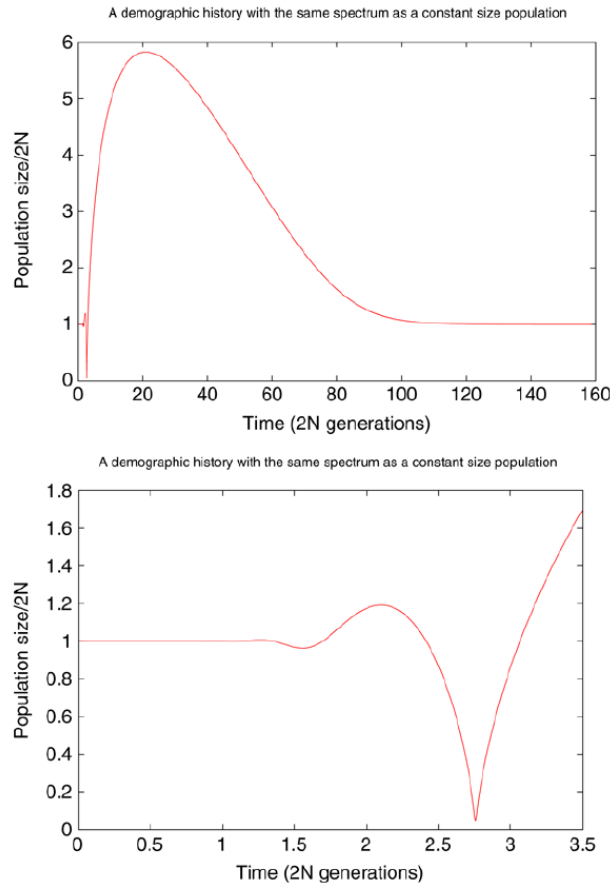 A demographic history with the same spectrum as a constant size population
6
5
4
3
2
1
0
Population size/2N
0 20 40 60 80 100 120 140 160
Time (2N generations)
A demographic history with the same spectrum as a constant size population
1.8
1.6
1.4
1.2
1
0.8
0.6
0.4
0.2
0
Population size/2N
0 0.5 1 1.5 2 2.5 3 3.5
Time (2N generations)